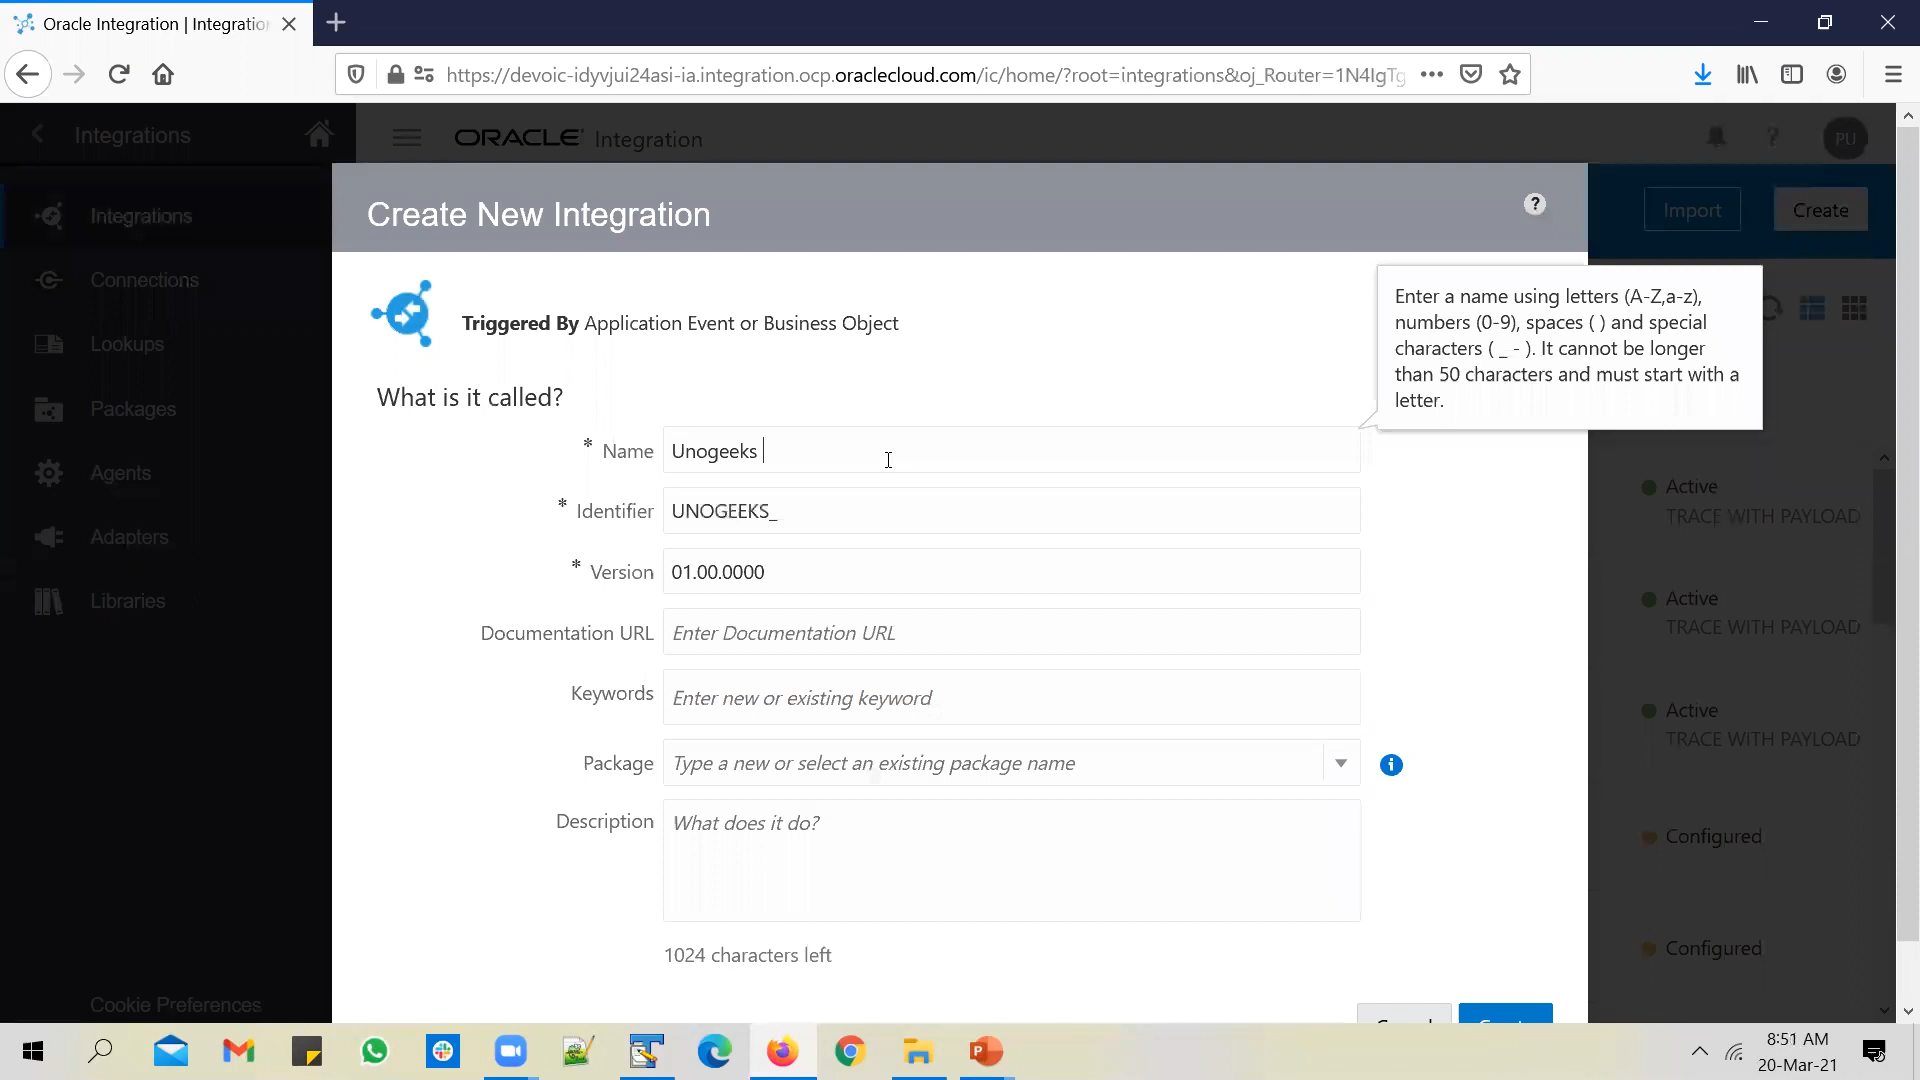 Oracle Integration | Integratio
https://devoic-idyvjui24asi-ia.integration.ocp.oraclecloud.com/ic/home/?root=integrations&oj_Router=1N4IgTg
Integrations
ORACLE Integration
PU
Integrations
Connections
Lookups
Packages
Agents
Adapters
Libraries
Cookie Preferences
Import
Create
Create New Integration
?
Triggered By Application Event or Business Object
Enter a name using letters (A-Z,a-z),
numbers (0-9), spaces ( ) and special
characters ( _ - ). It cannot be longer
than 50 characters and must start with a
letter.
What is it called?
* Name Unogeeks
* Identifier UNOGEEKS_
* Version 01.00.0000
Documentation URL Enter Documentation URL
Keywords Enter new or existing keyword
Package Type a new or select an existing package name
Description What does it do?
1024 characters left
Active
TRACE WITH PAYLOAD
Active
TRACE WITH PAYLOAD
Active
TRACE WITH PAYLOAD
Configured
Configured
8:51 AM
20-Mar-21